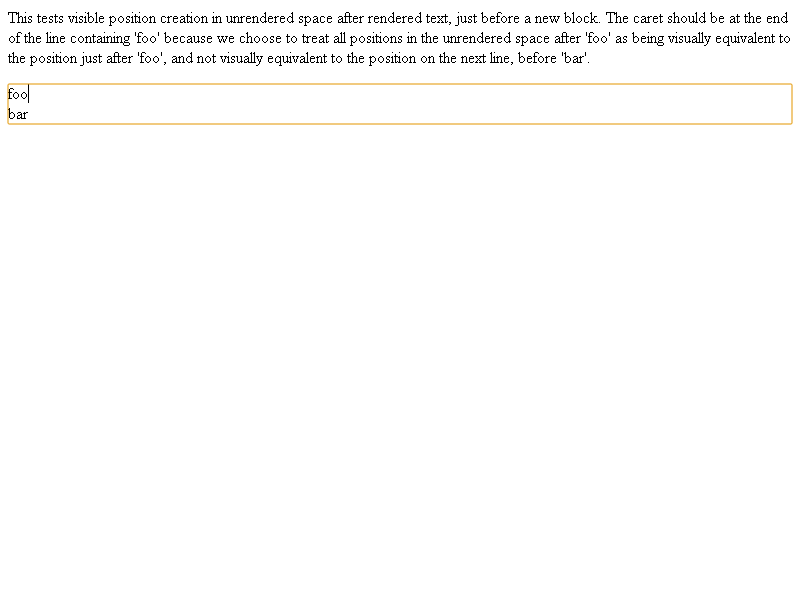 This tests visible position creation in unrendered space after rendered text, just before a new block. The caret should be at the end
of the line containing 'foo' because we choose to treat all positions in the unrendered space after 'foo' as being visually equivalent to
the position just after 'foo', and not visually equivalent to the position on the next line, before 'bar'.
foo
bar